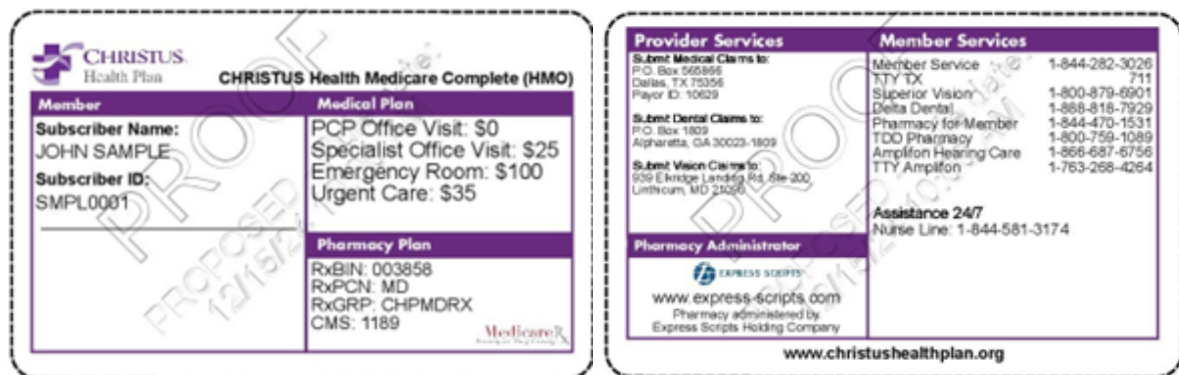 CHRISTUS
Health Plan
CHRISTUS Health Medicare Complete (HMO)
Member
Subscriber Name:
JOHN SAMPLE
Subscriber ID:
SMPL0001
Medical Plan
PCP Office Visit: $0
Specialist Office Visit: $25
Emergency Room: $100
Urgent Care: $35
Pharmacy Plan
RxBIN: 003858
RxPCN: MD
RxGRP: CHPMDRX
CMS: 1189
MedicareRx
PROOF
PROPOSED
Provider Services
Submit Medical Claims to:
P.O. Box 565866
Dallas, TX 75356
Payor ID: 10629
Submit Dental Claims to:
P.O. Box 1809
Alpharetta, GA 30023-1809
Submit Vision Claims to:
939 Elkridge Landing Rd, Ste 200
Linthicum, MD 21090
Pharmacy Administrator
EXPRESS SCRIPTS
www.express-scripts.com
Pharmacy administered by
Express Scripts Holding Company
Member Services
Member Service 1-844-282-3026
TTY TX 711
Superior Vision 1-800-879-6901
Delta Dental 1-888-818-7929
Pharmacy for Member 1-844-470-1531
TDD Pharmacy 1-800-759-1089
Amplifon Hearing Care 1-866-687-6756
TTY Amplifon 1-763-268-4264
Assistance 24/7
Nurse Line: 1-844-581-3174
PROOF
PROPOSED
www.christushealthplan.org